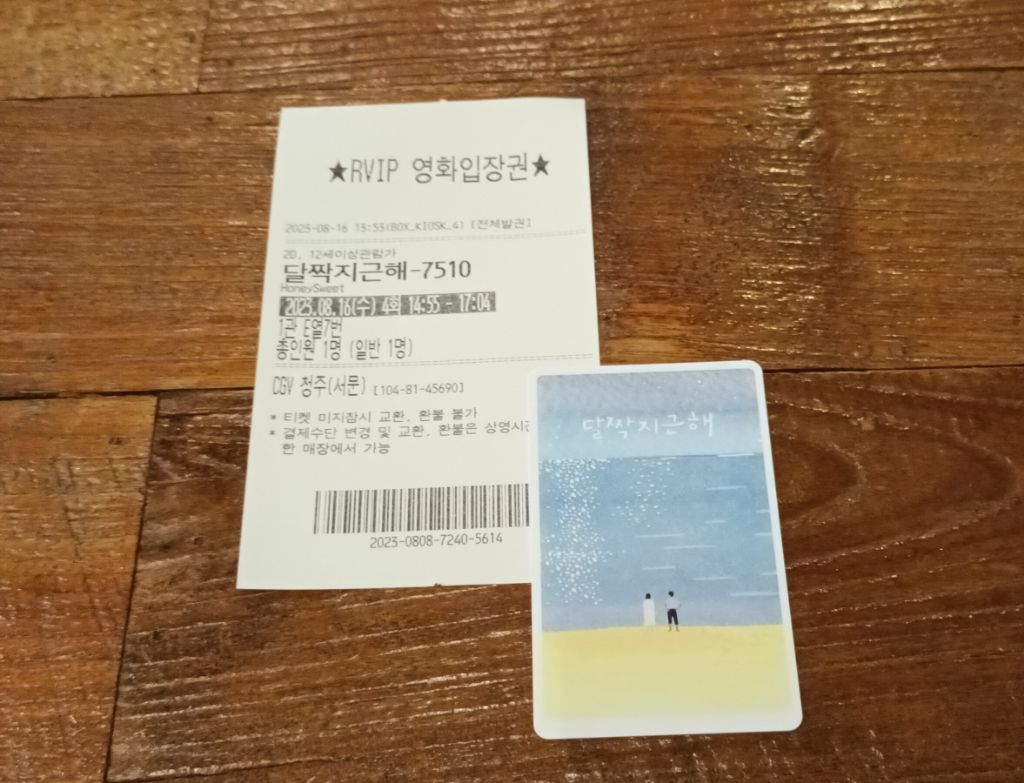 ★RVIP 영화입장권★
2023-08-16 13:53(BOX_KIOSK_4) [전체발권]
2D, 12세이상관람가
달짝지근해-7510
HoneySweet
2023.08.16(수) 4회 14:55 - 17:04
1관 E열7번
총인원 1명 (일반 1명)
CGV 청주(서문) [104-81-45690]
* 티켓 미지참시 교환, 환불 불가
* 결제수단 변경 및 교환, 환불은 상영시간
한 매장에서 가능
2023-0808-7240-5614
달짝지근해